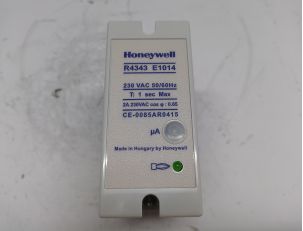 Honeywell
R4343 E1014
230 VAC 50/60Hz
T: 1 sec Max
2A 230VAC cos φ : 0.65
CE-0085AR0415
µA
Made in Hungary by Honeywell